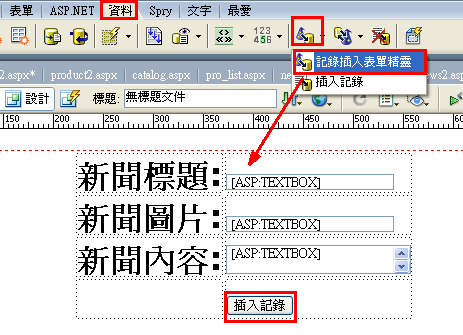 表單 ASP.NET 資料 Spry 文字 最愛
123
456
記錄插入表單精靈
插入記錄
2.aspx* product2.aspx catalog.aspx pro_list.aspx ne ews2.aspx
設計 標題: 無標題文件
150 200 250 300 350 400 450 500 550 600
新聞標題: [ASP:TEXTBOX]
新聞圖片: [ASP:TEXTBOX]
新聞內容: [ASP:TEXTBOX]
插入記錄